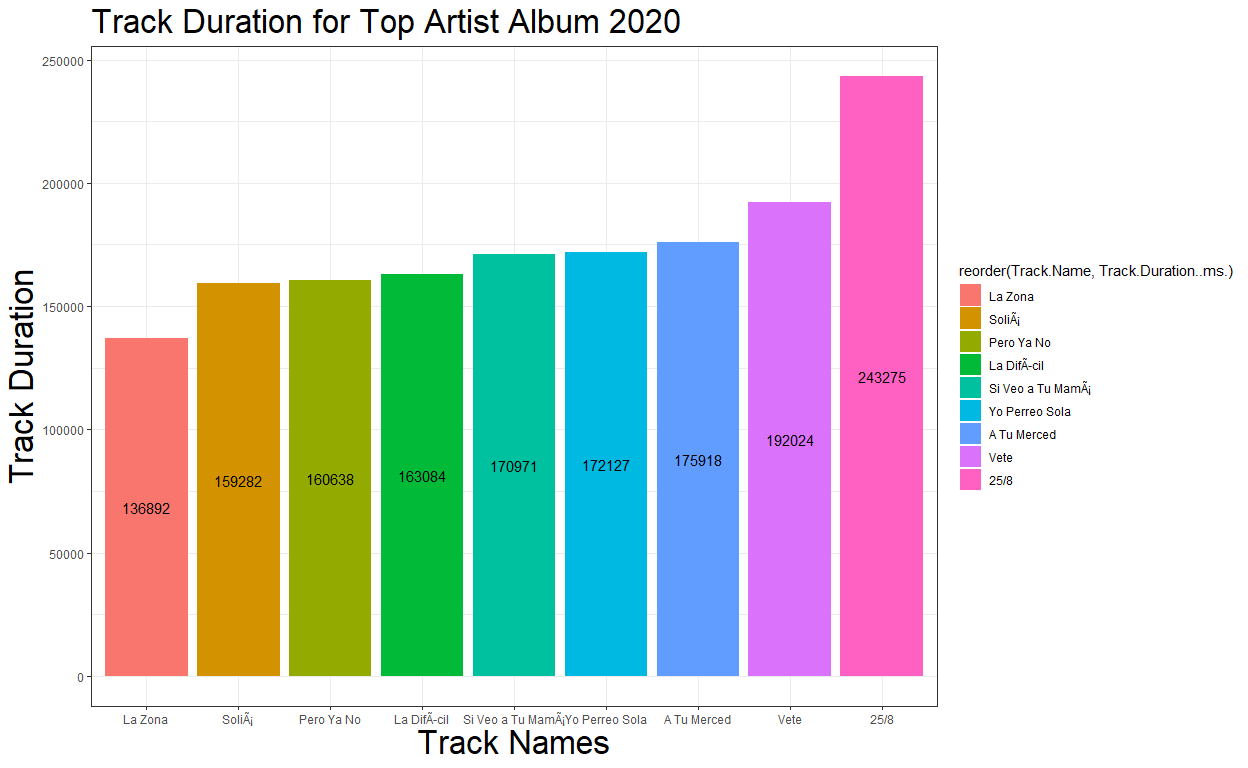 Track Duration for Top Artist Album 2020
Track Duration
250000
200000
150000
100000
50000
0
136892
159282
160638
163084
170971
172127
175918
192024
243275
La Zona
SoliÃ¡
Pero Ya No
La DifÃ-cil
Si Veo a Tu MamÃ¡
Yo Perreo Sola
A Tu Merced
Vete
25/8
Track Names
reorder(Track.Name, Track.Duration..ms.)
La Zona
SoliÃ¡
Pero Ya No
La DifÃ-cil
Si Veo a Tu MamÃ¡
Yo Perreo Sola
A Tu Merced
Vete
25/8